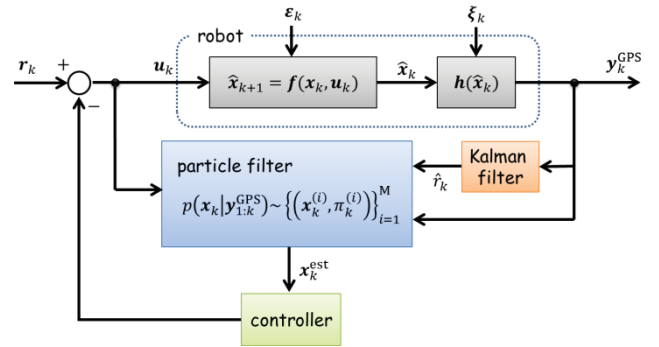 ε_k ξ_k
robot
r_k + u_k x̂_{k+1} = f(x_k, u_k) x̂_k h(x̂_k) y_k^{GPS}
−
particle filter
p(x_k|y_{1:k}^{GPS})~{(x_k^{(i)}, π_k^{(i)})}_{i=1}^{M}
r̂_k
Kalman
filter
x_k^{est}
controller